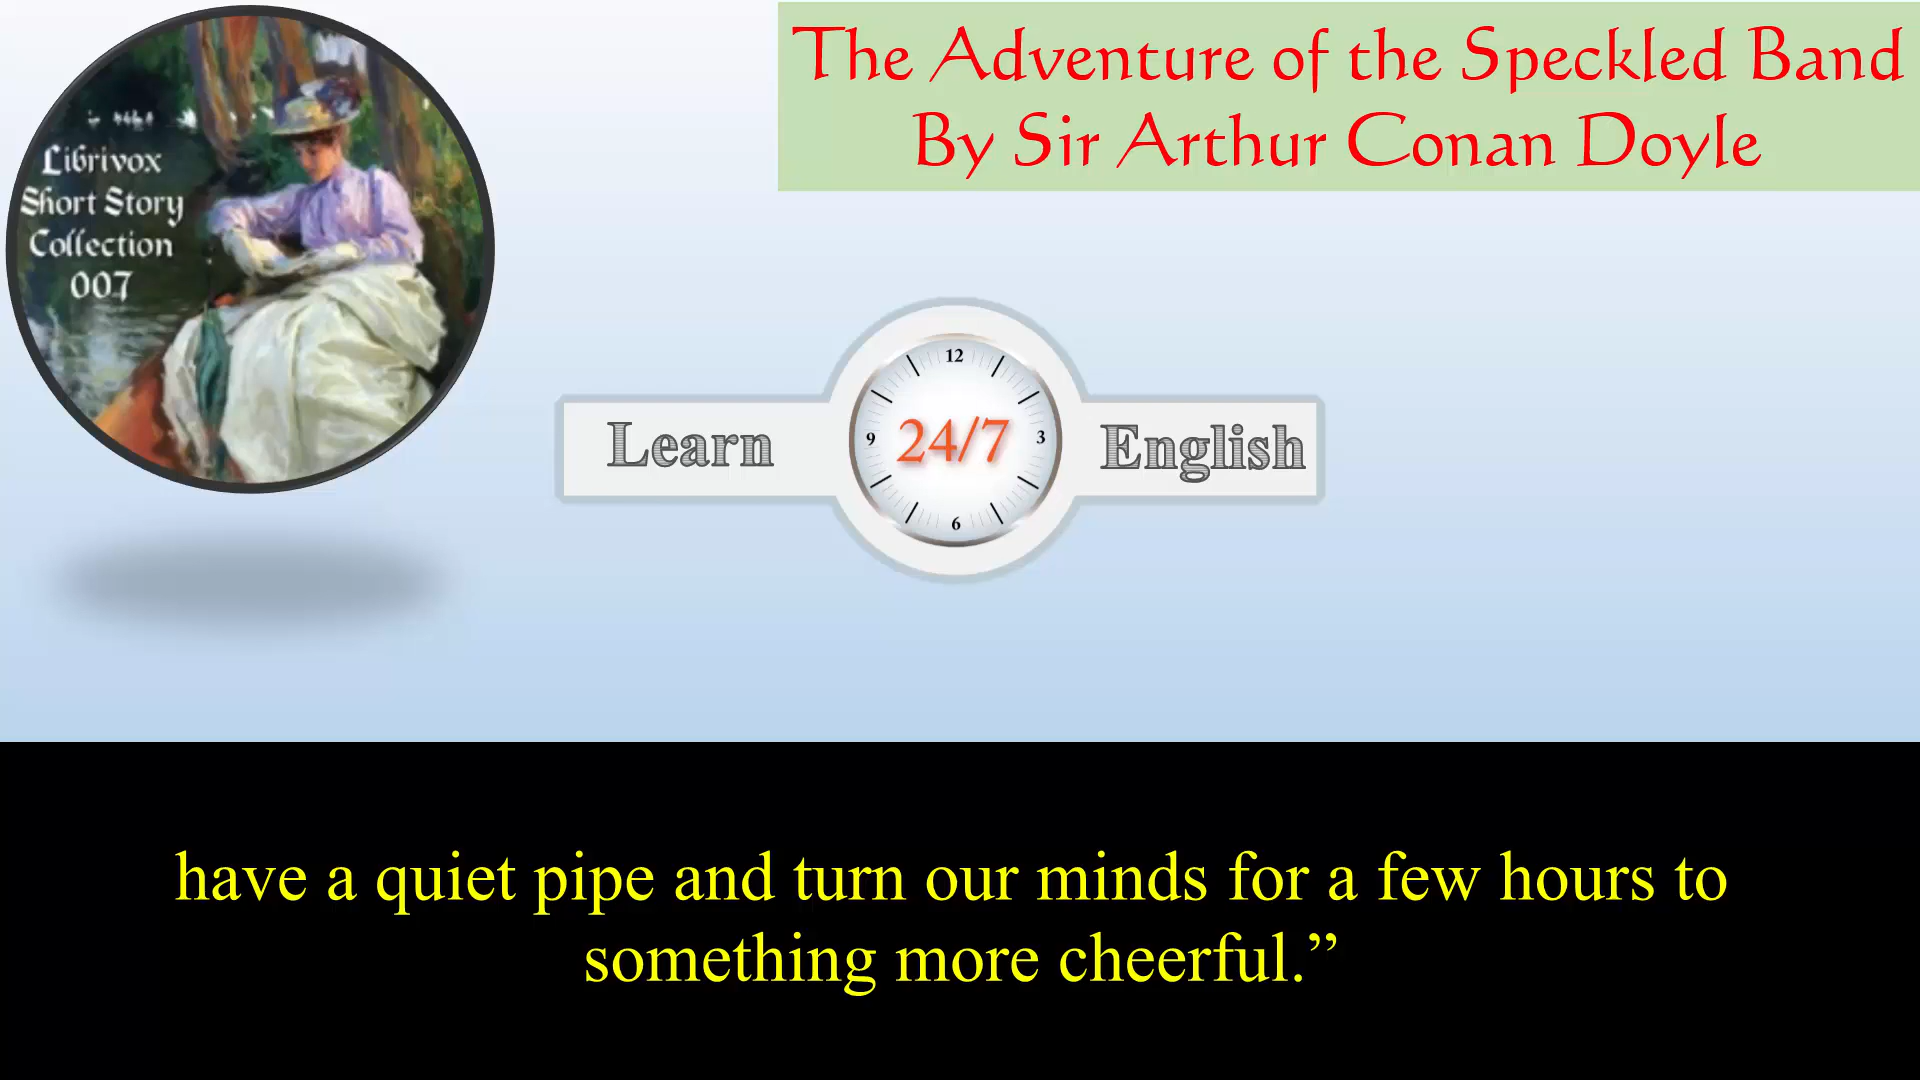 The Adventure of the Speckled Band
By Sir Arthur Conan Doyle
Librivox
Short Story
Collection
007
12
Learn
9
24/7
3
English
6
have a quiet pipe and turn our minds for a few hours to
something more cheerful.”